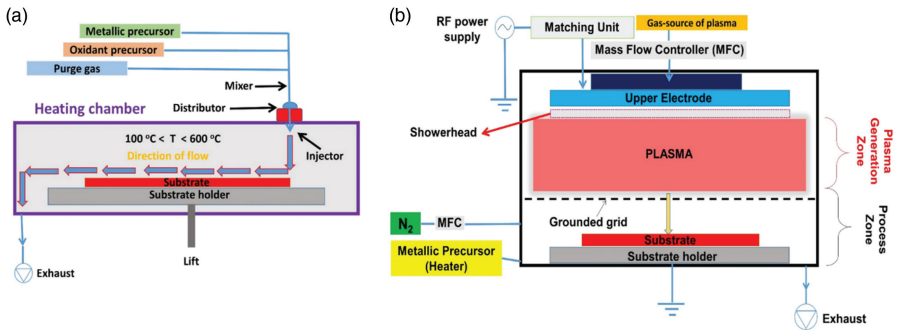 (a)
Metallic precursor
Oxidant precursor
Purge gas
Mixer
Distributor
Heating chamber
100 ⁰C < T < 600 ⁰C
Injector
Direction of flow
Substrate
Substrate holder
Exhaust
Lift
(b)
RF power
supply
Matching Unit
Gas-source of plasma
Mass Flow Controller (MFC)
Upper Electrode
Showerhead
PLASMA
Plasma
Generation
Zone
Grounded grid
N₂
MFC
Process
Zone
Metallic Precursor
(Heater)
Substrate
Substrate holder
Exhaust